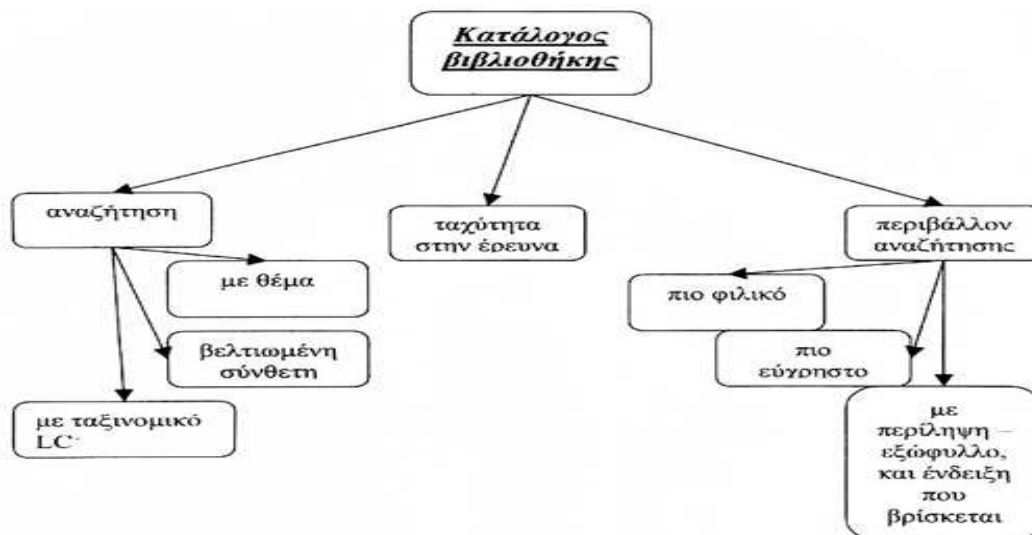 Κατάλογος
βιβλιοθήκης
αναζήτηση
ταχύτητα
στην έρευνα
περιβάλλον
αναζήτησης
με θέμα
πιο φιλικό
βελτιωμένη
σύνθετη
πιο
εύχρηστο
με ταξινομικό
LC
με
περίληψη –
εξώφυλλο,
και ένδειξη
που
βρίσκεται